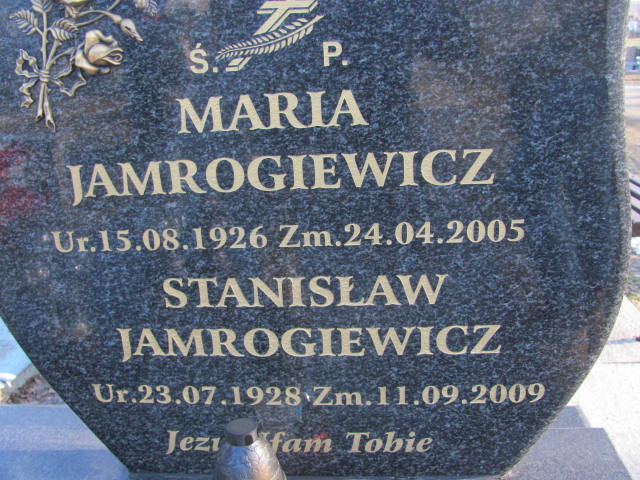 Ś. P.
MARIA
JAMROGIEWICZ
Ur.15.08.1926 Zm.24.04.2005
STANISŁAW
JAMROGIEWICZ
Ur.23.07.1928 Zm.11.09.2009
Tobie